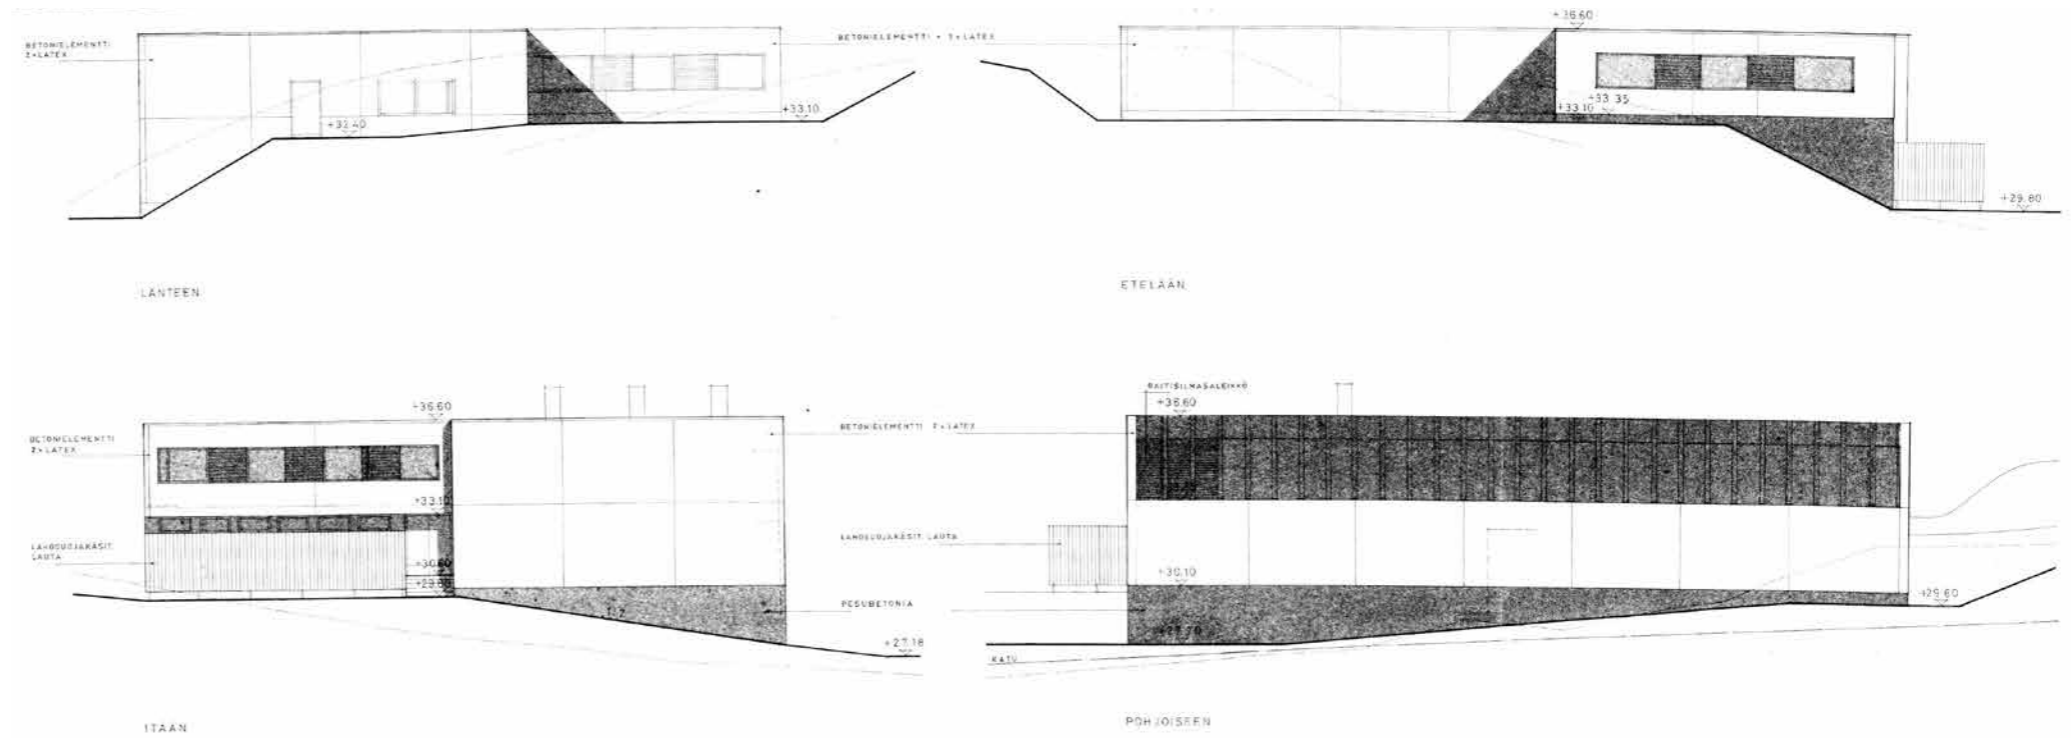 BETONIELEMENTTI
2×LATEX
+32.40
+33.10
LÄNTEEN
BETONIELEMENTTI + 2×LATEX
+36.60
+33.35
+33.10
+29.80
ETELÄÄN
+36.60
BETONIELEMENTTI
2×LATEX
+33.10
LAHOSUOJAKÄSIT.
LAUTA
+30.60
+29.80
+27.18
ITÄÄN
RAITISILMASÄLEIKKÖ
+36.60
BETONIELEMENTTI 2×LATEX
LAHOSUOJAKÄSIT. LAUTA
+30.10
PESUBETONIA
+29.60
KATU
POHJOISEEN